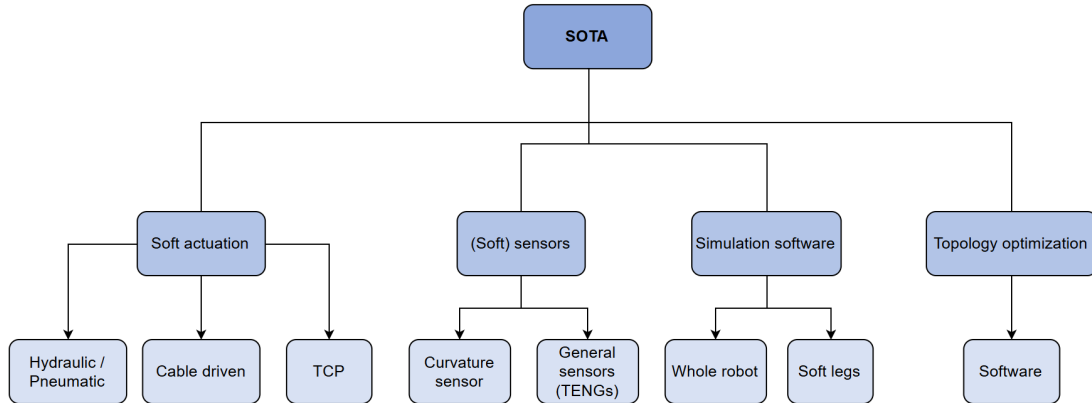 SOTA
Soft actuation
(Soft) sensors
Simulation software
Topology optimization
Hydraulic /
Pneumatic
Cable driven
TCP
Curvature
sensor
General
sensors
(TENGs)
Whole robot
Soft legs
Software